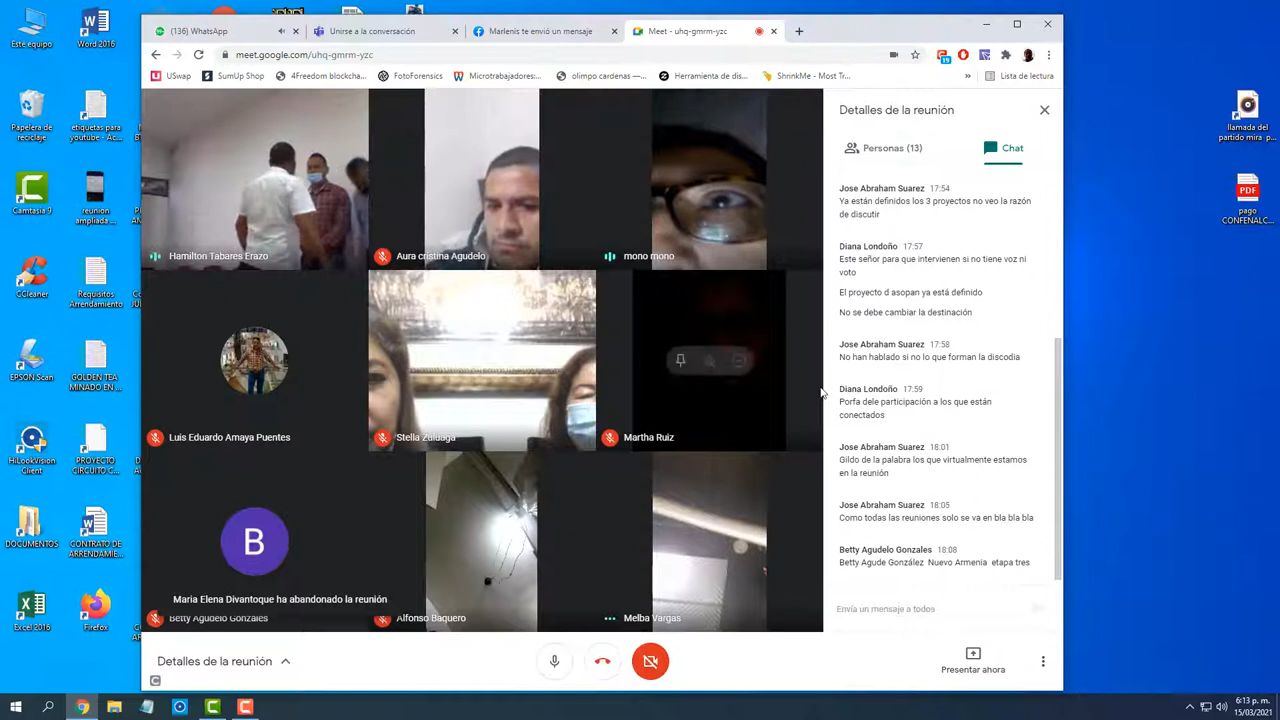 Este equipo
Word 2016
Papelera de
reciclaje
etiquetas para
youtube - Ac...
Camtasia 9
reunion
ampliada ...
CCleaner
Requisitos
Arrendamiento
EPSON Scan
GOLDEN TEA
MINADO EN...
HiLookVision
Client
PROYECTO
CIRCUITO C...
DOCUMENTOS
CONTRATO DE
ARRENDAMIE...
Excel 2016
Firefox
(136) WhatsApp
Unirse a la conversación
Marlenis te envió un mensaje
Meet - uhq-gmrm-yzc
meet.google.com/uhq-gmrm-yzc
19
USwap
SumUp Shop
4Freedom blockcha...
FotoForensics
Microtrabajadores:...
olimpo cardenas —...
Herramienta de dis...
ShrinkMe - Most Tr...
»
Lista de lectura
Hamilton Tabares Erazo
Aura cristina Agudelo
mono mono
Luis Eduardo Amaya Puentes
Stella Zuluaga
Martha Ruiz
B
Maria Elena Divantoque ha abandonado la reunión
Betty Agudelo Gonzales
Alfonso Baquero
Melba Vargas
Detalles de la reunión
Personas (13)
Chat
Jose Abraham Suarez 17:54
Ya están definidos los 3 proyectos no veo la razón
de discutir
Diana Londoño 17:57
Este señor para que intervienen si no tiene voz ni
voto
El proyecto d asopan ya está definido
No se debe cambiar la destinación
Jose Abraham Suarez 17:58
No han hablado si no lo que forman la discodia
Diana Londoño 17:59
Porfa dele participación a los que están
conectados
Jose Abraham Suarez 18:01
Gildo de la palabra los que virtualmente estamos
en la reunión
Jose Abraham Suarez 18:05
Como todas las reuniones solo se va en bla bla bla
Betty Agudelo Gonzales 18:08
Betty Agude González Nuevo Armenia etapa tres
Envía un mensaje a todos
Detalles de la reunión
Presentar ahora
llamada del
partido mira p...
PDF
pago
CONFENALC...
6:13 p. m.
15/03/2021